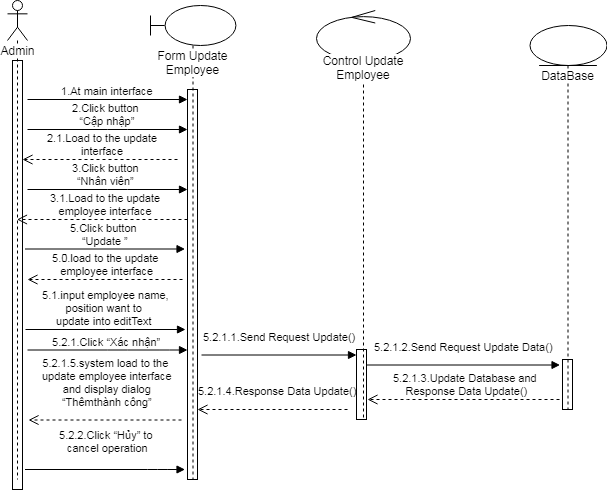 Admin
Form Update
Employee
Control Update
Employee
DataBase
1.At main interface
2.Click button
“Cập nhập”
2.1.Load to the update
interface
3.Click button
“Nhân viên”
3.1.Load to the update
employee interface
5.Click button
“Update ”
5.0.load to the update
employee interface
5.1.input employee name,
position want to
update into editText
5.2.1.Click “Xác nhận”
5.2.1.1.Send Request Update()
5.2.1.2.Send Request Update Data()
5.2.1.3.Update Database and
Response Data Update()
5.2.1.4.Response Data Update()
5.2.1.5.system load to the
update employee interface
and display dialog
“Thêmthành công”
5.2.2.Click “Hủy” to
cancel operation